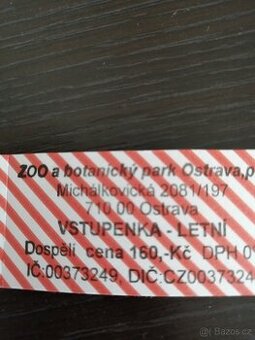 ZOO a botanický park Ostrava,p
Michálkovická 2081/197
710 00 Ostrava
VSTUPENKA - LETNÍ
Dospělí cena 160,-Kč DPH 0
IČ:00373249, DIČ:CZ0037324
Sbazar.cz